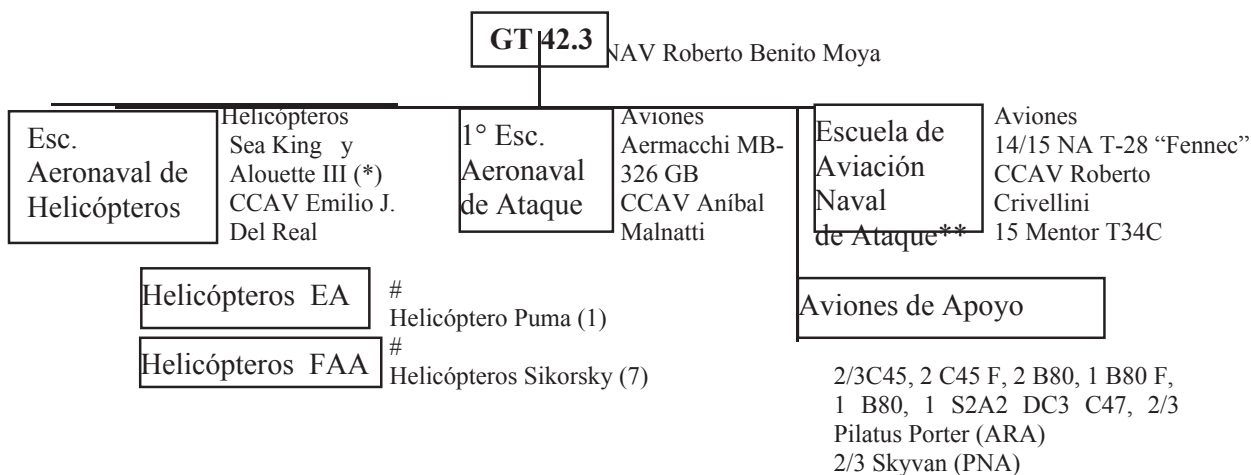 GT 42.3
NAV Roberto Benito Moya
Esc.
Aeronaval de
Helicópteros
Helicópteros
Sea King y
Alouette III (*)
CCAV Emilio J.
Del Real
1° Esc.
Aeronaval
de Ataque
Aviones
Aermacchi MB-
326 GB
CCAV Aníbal
Malnatti
Escuela de
Aviación
Naval
de Ataque**
Aviones
14/15 NA T-28 “Fennec”
CCAV Roberto
Crivellini
15 Mentor T34C
Helicópteros EA
#
Helicóptero Puma (1)
Helicópteros FAA
#
Helicópteros Sikorsky (7)
Aviones de Apoyo
2/3C45, 2 C45 F, 2 B80, 1 B80 F,
1 B80, 1 S2A2 DC3 C47, 2/3
Pilatus Porter (ARA)
2/3 Skyvan (PNA)